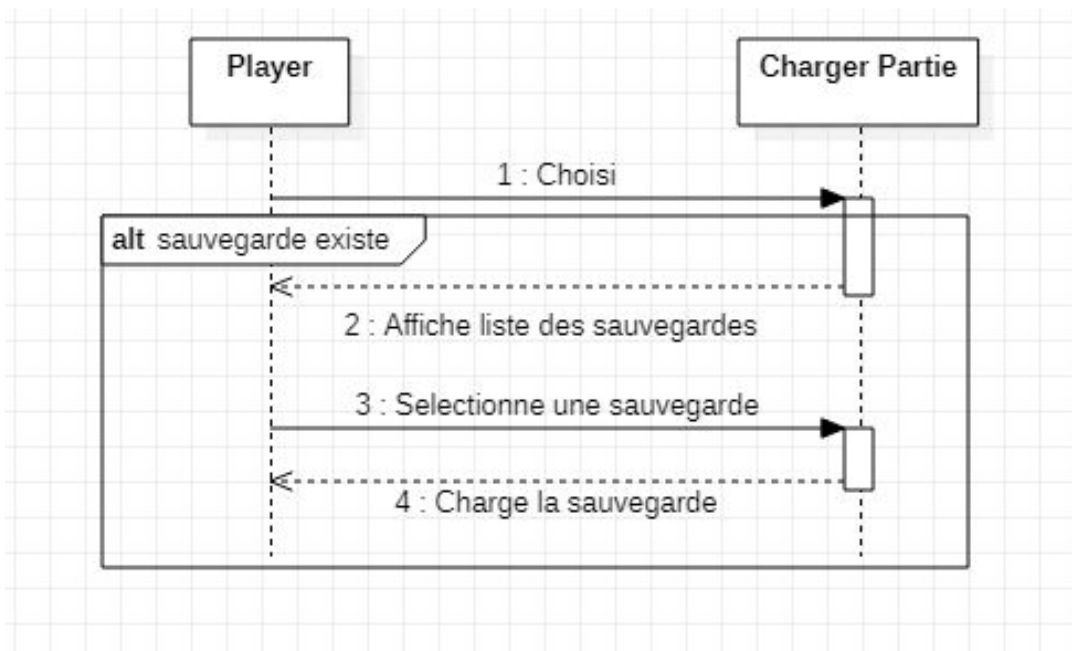 Player
Charger Partie
1 : Choisi
alt sauvegarde existe
2 : Affiche liste des sauvegardes
3 : Selectionne une sauvegarde
4 : Charge la sauvegarde